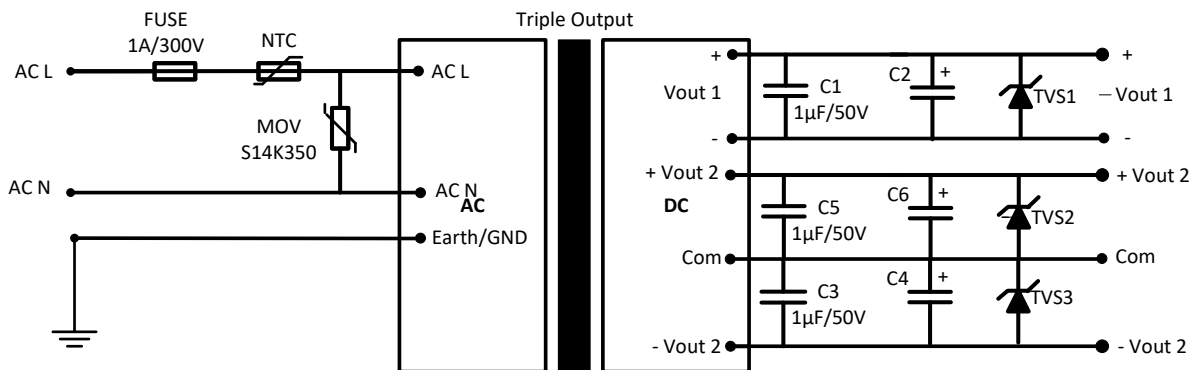 Triple Output
FUSE
1A/300V
NTC
AC L
AC L
MOV
S14K350
AC N
AC N
AC
Earth/GND
+
Vout 1
-
+ Vout 2
DC
Com
- Vout 2
C1
1µF/50V
C2
+
TVS1
+
Vout 1
-
C5
1µF/50V
C6
+
TVS2
+ Vout 2
Com
C3
1µF/50V
C4
+
TVS3
- Vout 2